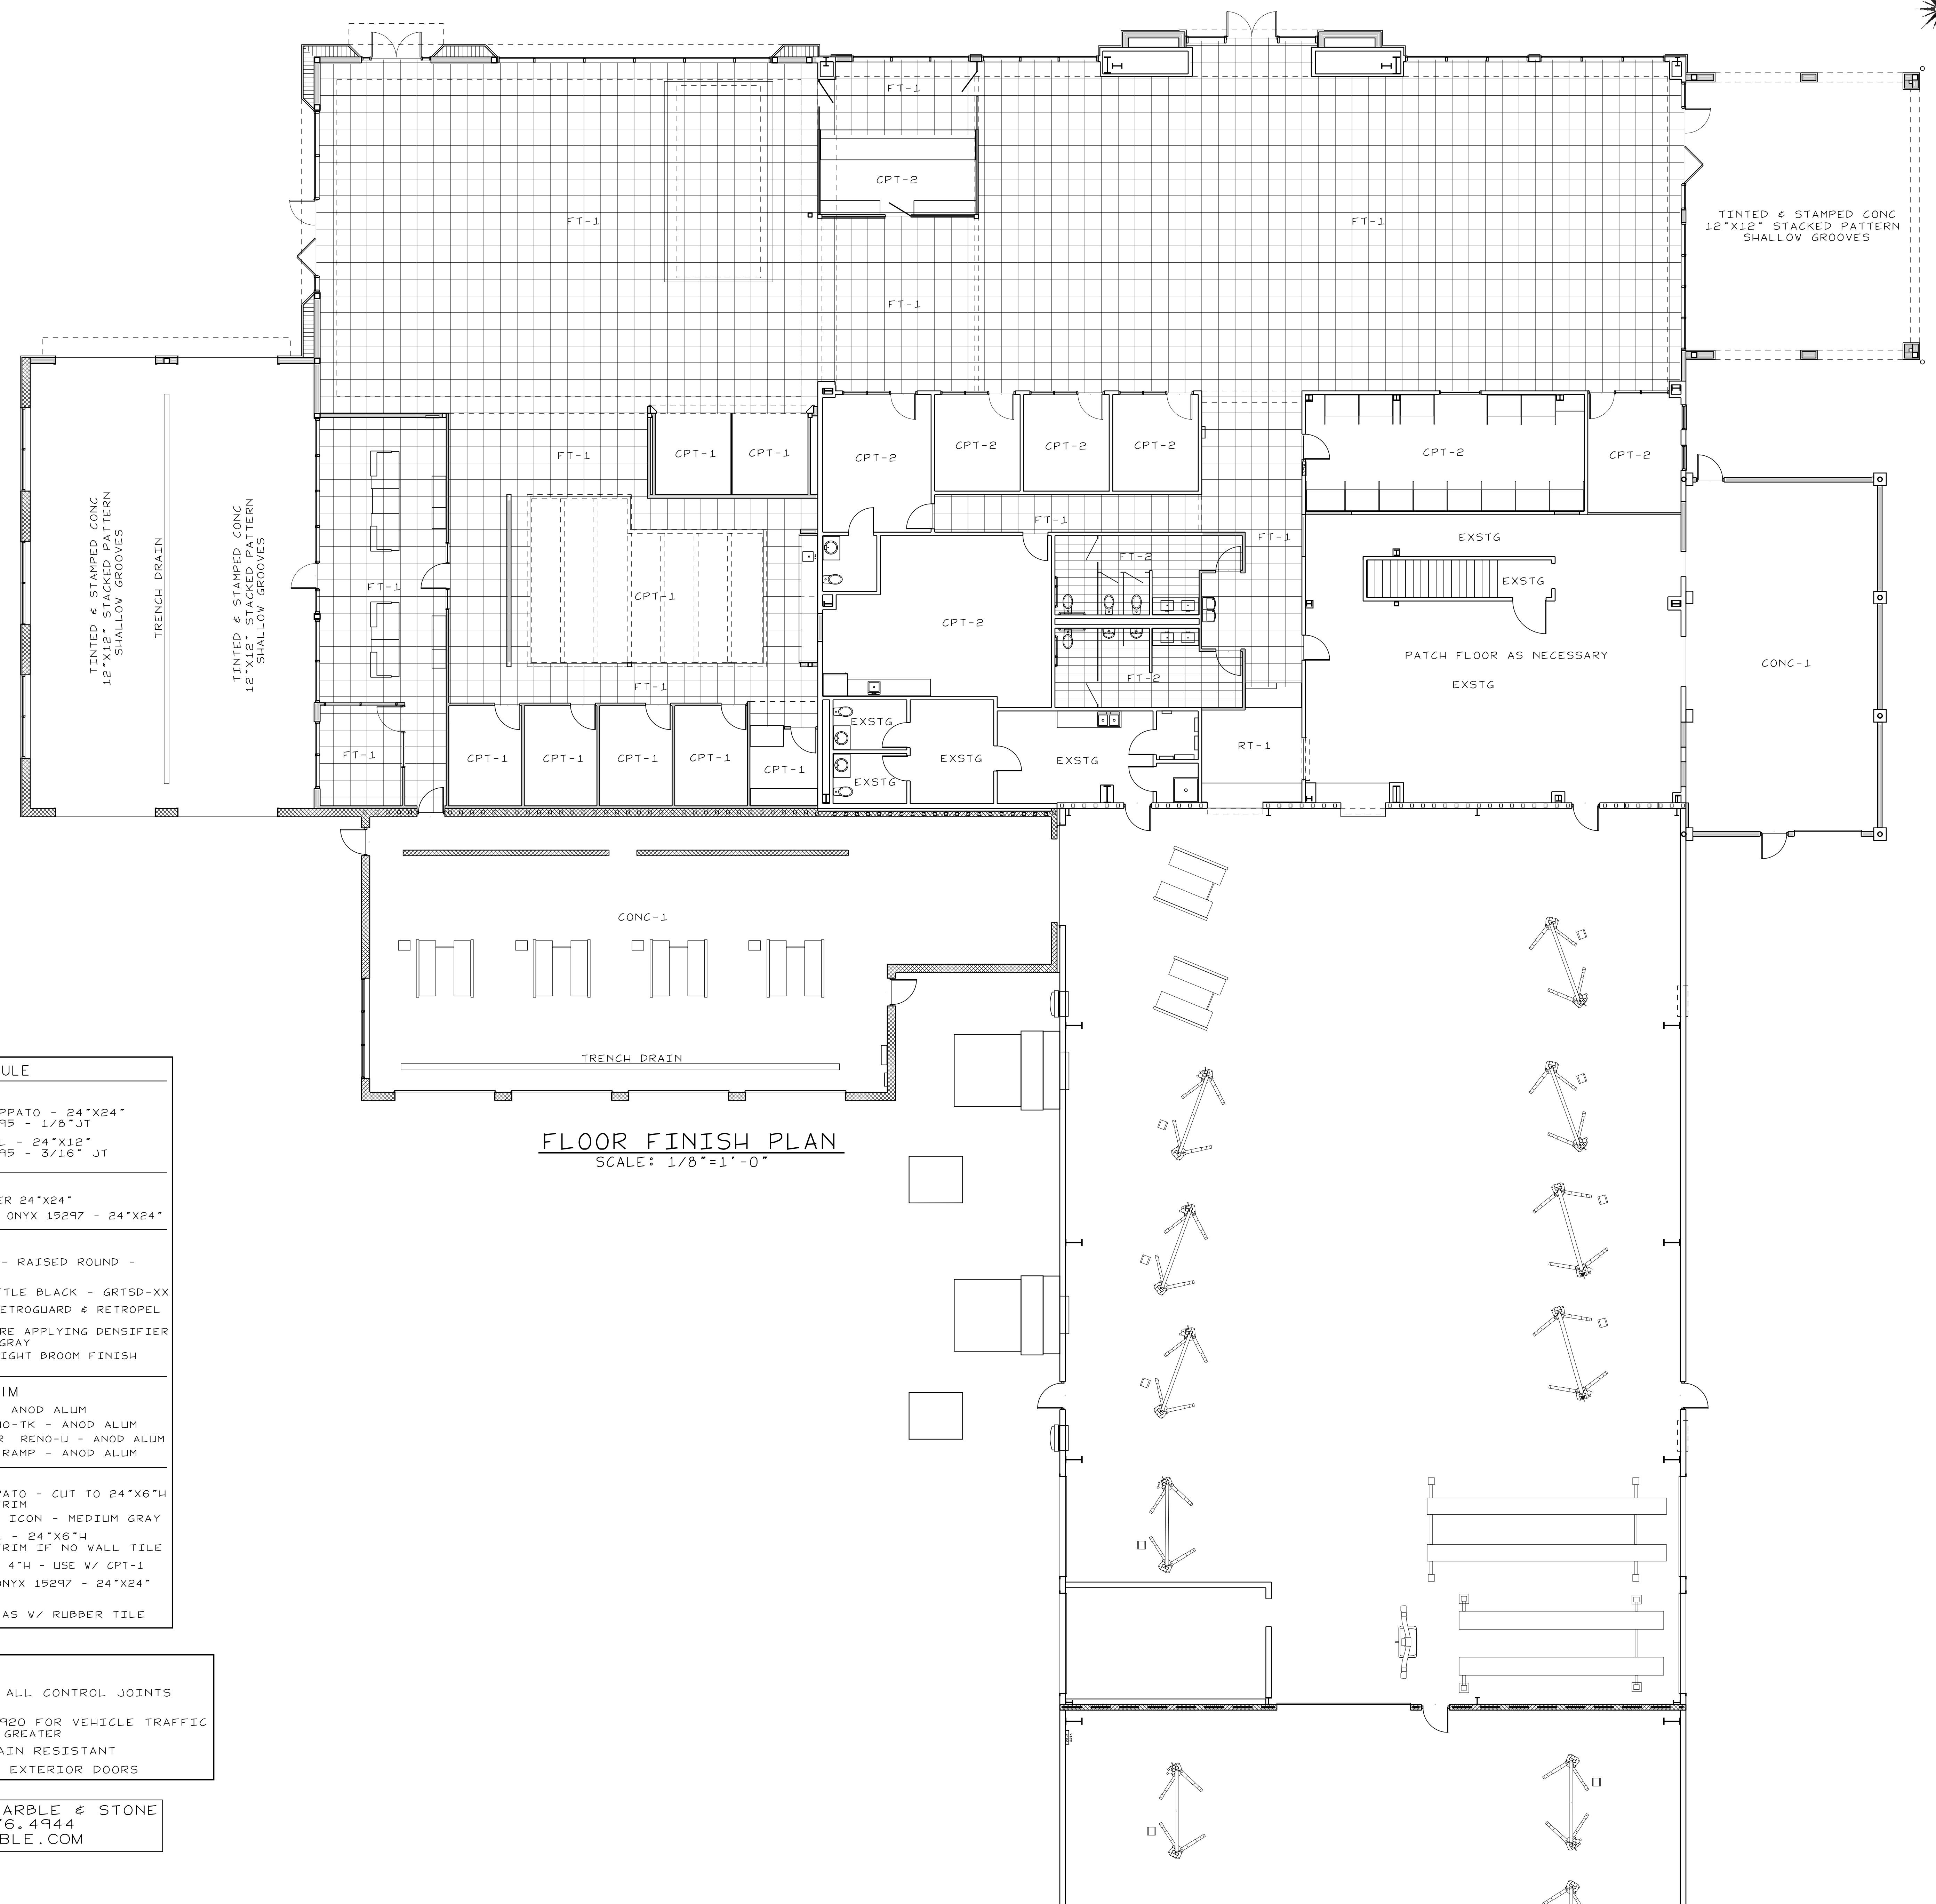 FT-1
CPT-2
FT-1
FT-1
TINTED & STAMPED CONC
12"X12" STACKED PATTERN
SHALLOW GROOVES
FT-1
CPT-2
CPT-2
CPT-2
CPT-2
CPT-2
CPT-2
FT-1
CPT-1
CPT-1
TINTED & STAMPED CONC
12"X12" STACKED PATTERN
SHALLOW GROOVES
TRENCH DRAIN
TINTED & STAMPED CONC
12"X12" STACKED PATTERN
SHALLOW GROOVES
FT-1
FT-1
EXSTG
EXSTG
FT-2
FT-1
CPT-1
CPT-2
PATCH FLOOR AS NECESSARY
EXSTG
CONC-1
FT-2
FT-1
EXSTG
EXSTG
EXSTG
EXSTG
RT-1
FT-1
CPT-1
CPT-1
CPT-1
CPT-1
CPT-1
CONC-1
TRENCH DRAIN
FLOOR FINISH PLAN
SCALE: 1/8"=1'-0"
ULE
PPATO - 24"X24"
95 - 1/8"JT
L - 24"X12"
95 - 3/16" JT
ER 24"X24"
ONYX 15297 - 24"X24"
- RAISED ROUND -
TTLE BLACK - GRTSD-XX
ETROGUARD & RETROPEL
RE APPLYING DENSIFIER
GRAY
IGHT BROOM FINISH
IM
ANOD ALUM
NO-TK - ANOD ALUM
R RENO-U - ANOD ALUM
RAMP - ANOD ALUM
PATO - CUT TO 24"X6"H
TRIM
ICON - MEDIUM GRAY
- 24"X6"H
TRIM IF NO WALL TILE
4"H - USE W/ CPT-1
ONYX 15297 - 24"X24"
AS W/ RUBBER TILE
ALL CONTROL JOINTS
920 FOR VEHICLE TRAFFIC
GREATER
AIN RESISTANT
EXTERIOR DOORS
ARBLE & STONE
76.4944
BLE.COM